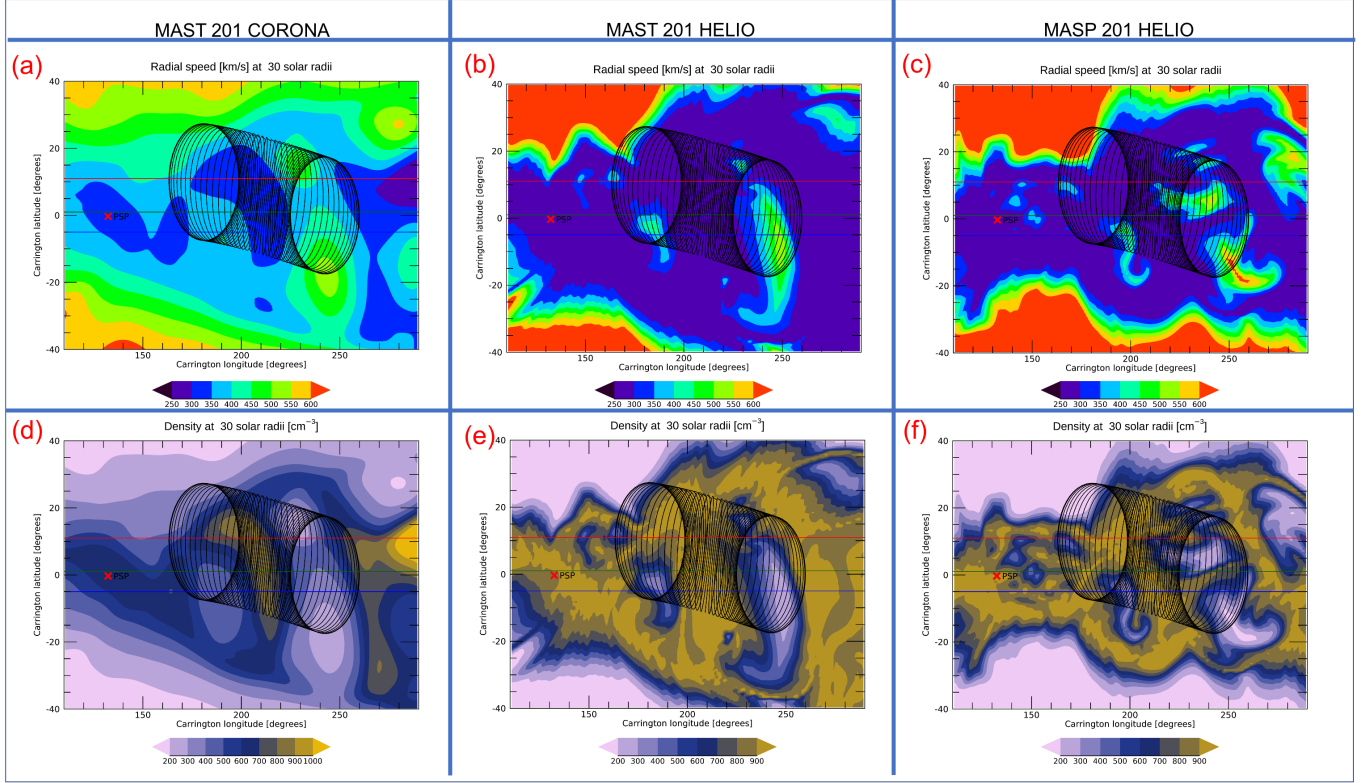 MAST 201 CORONA
MAST 201 HELIO
MASP 201 HELIO
(a)
Radial speed [km/s] at 30 solar radii
40
20
0
-20
-40
Carrington latitude [degrees]
PSP
150 200 250
Carrington longitude [degrees]
250 300 350 400 450 500 550 600
(b)
Radial speed [km/s] at 30 solar radii
40
20
0
-20
-40
Carrington latitude [degrees]
PSP
150 200 250
Carrington longitude [degrees]
250 300 350 400 450 500 550 600
(c)
Radial speed [km/s] at 30 solar radii
40
20
0
-20
-40
Carrington latitude [degrees]
PSP
150 200 250
Carrington longitude [degrees]
250 300 350 400 450 500 550 600
(d)
Density at 30 solar radii [cm⁻³]
40
20
0
-20
-40
Carrington latitude [degrees]
PSP
150 200 250
Carrington longitude [degrees]
200 300 400 500 600 700 800 900 1000
(e)
Density at 30 solar radii [cm⁻³]
40
20
0
-20
-40
Carrington latitude [degrees]
PSP
150 200 250
Carrington longitude [degrees]
200 300 400 500 600 700 800 900
(f)
Density at 30 solar radii [cm⁻³]
40
20
0
-20
-40
Carrington latitude [degrees]
PSP
150 200 250
Carrington longitude [degrees]
200 300 400 500 600 700 800 900